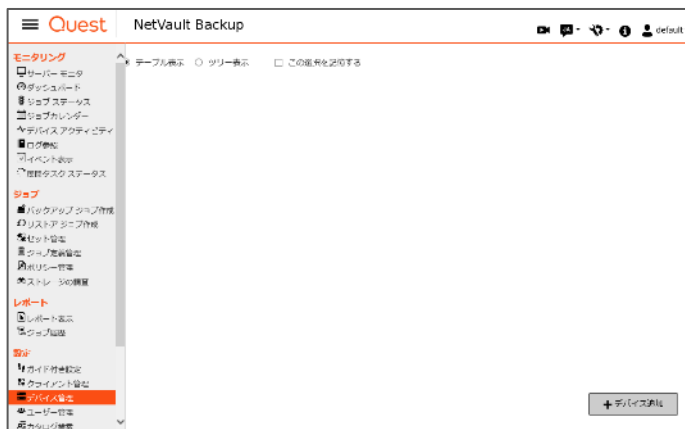 Quest
NetVault Backup
default
モニタリング
サーバー モニタ
ダッシュボード
ジョブ ステータス
ジョブカレンダー
デバイス アクティビティ
ログ参照
イベント表示
ステータス
テーブル表示
ツリー表示
この選択を記憶する
ジョブ
バックアップ ジョブ作成
リストア ジョブ作成
セット管理
ジョブ定義管理
ポリシー管理
レポート
レポート表示
ジョブ履歴
設定
ガイド付き設定
クライアント管理
デバイス管理
ユーザー管理
カタログ検索
デバイス追加